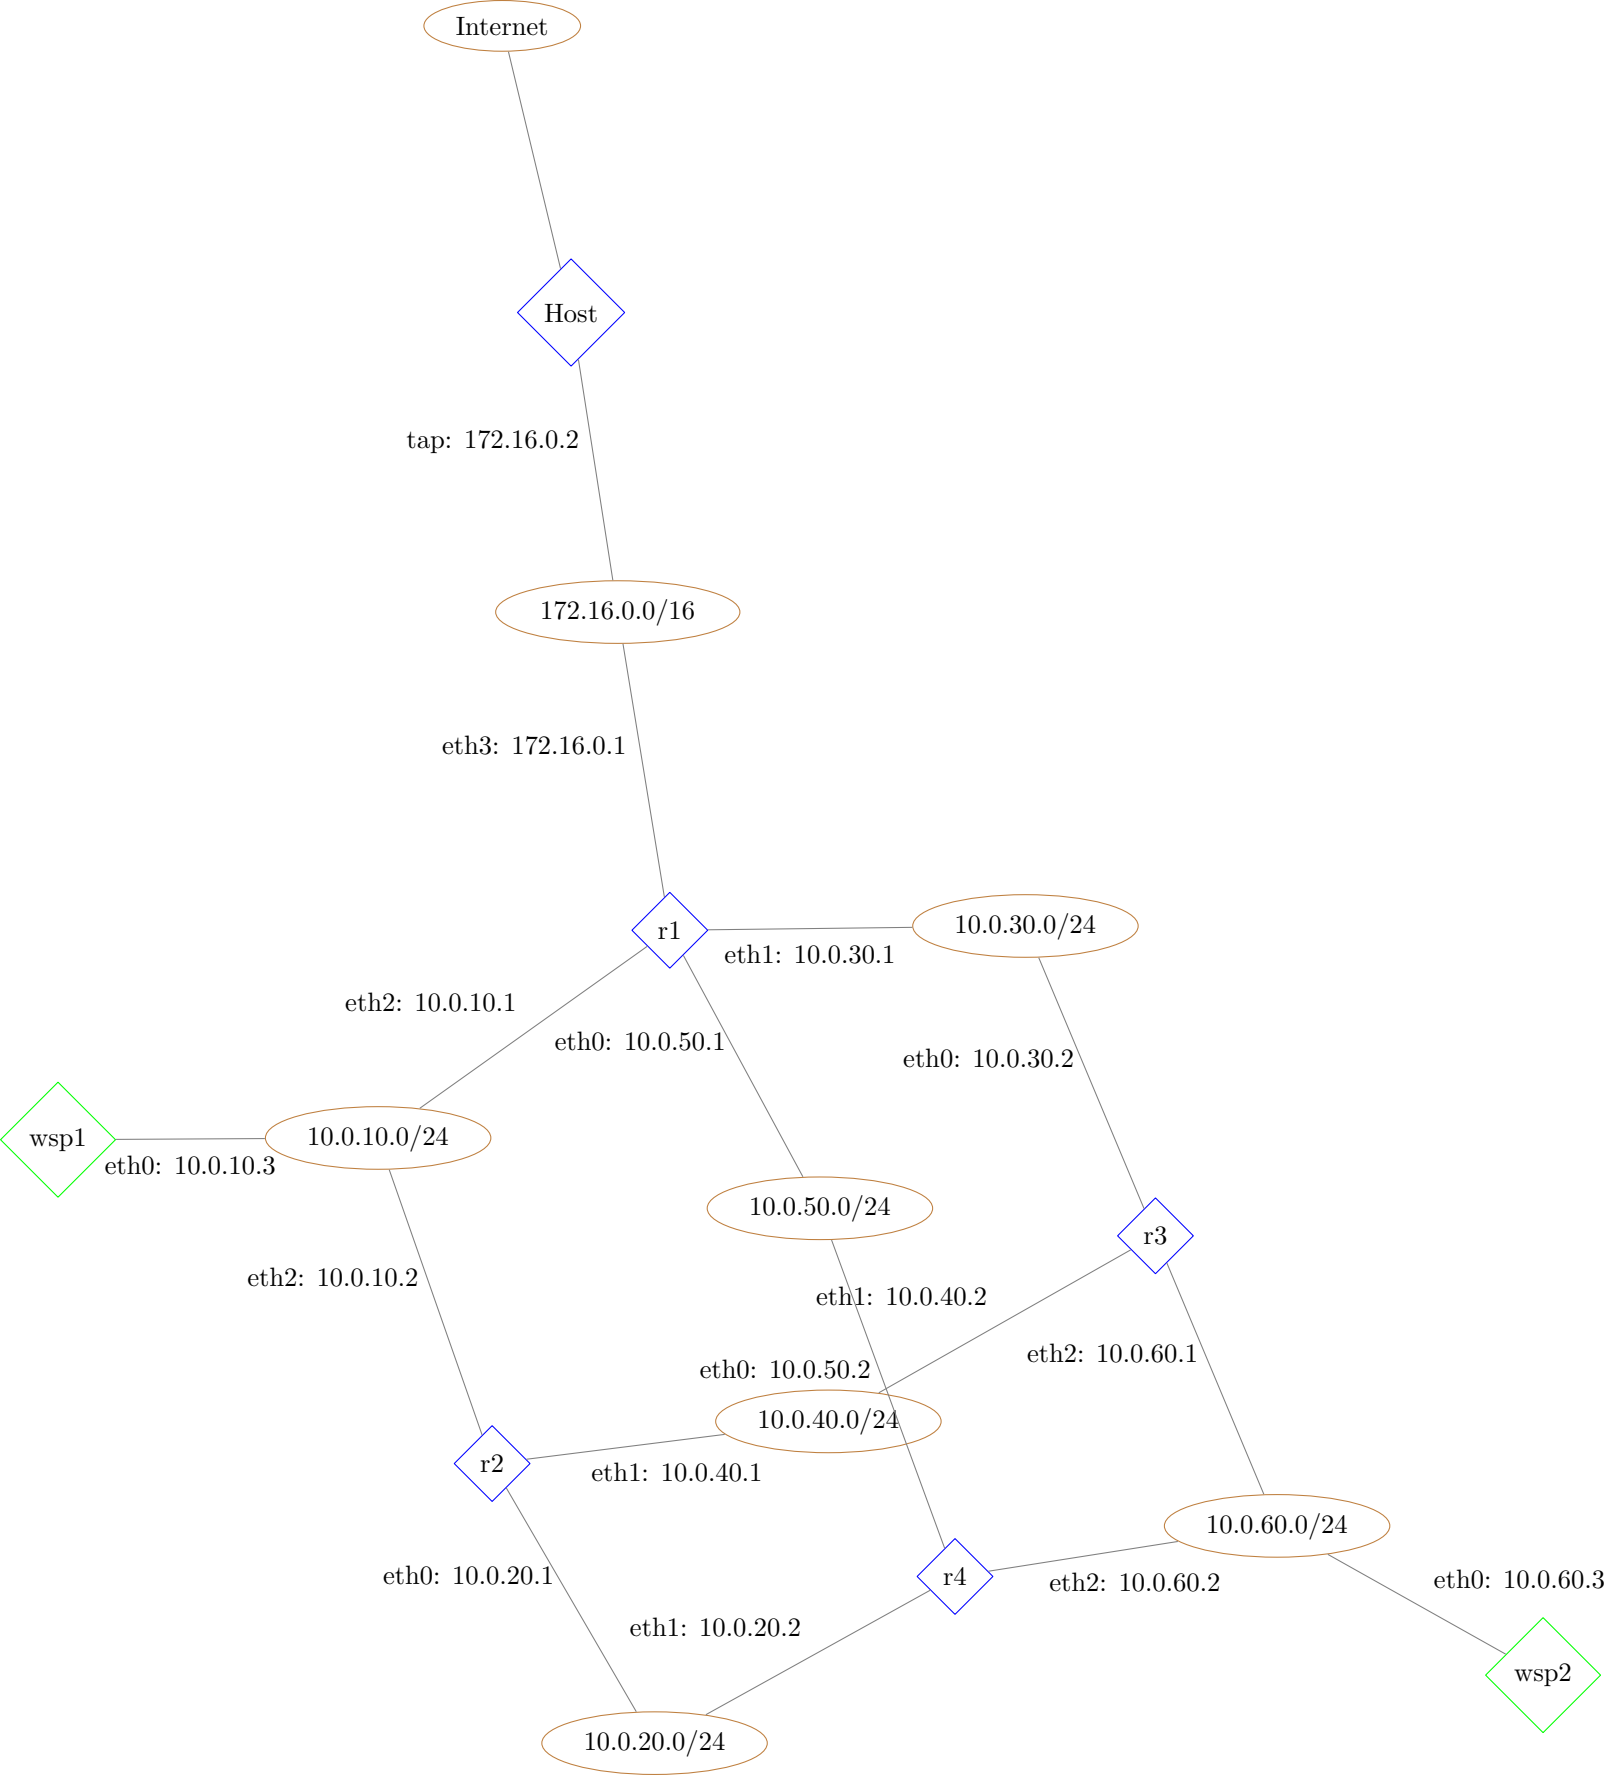 Internet
Host
tap: 172.16.0.2
172.16.0.0/16
eth3: 172.16.0.1
r1
10.0.30.0/24
eth1: 10.0.30.1
eth2: 10.0.10.1
eth0: 10.0.50.1
eth0: 10.0.30.2
wsp1
10.0.10.0/24
eth0: 10.0.10.3
10.0.50.0/24
r3
eth2: 10.0.10.2
eth1: 10.0.40.2
eth2: 10.0.60.1
eth0: 10.0.50.2
10.0.40.0/24
r2
eth1: 10.0.40.1
10.0.60.0/24
eth0: 10.0.20.1
r4
eth2: 10.0.60.2
eth0: 10.0.60.3
eth1: 10.0.20.2
wsp2
10.0.20.0/24